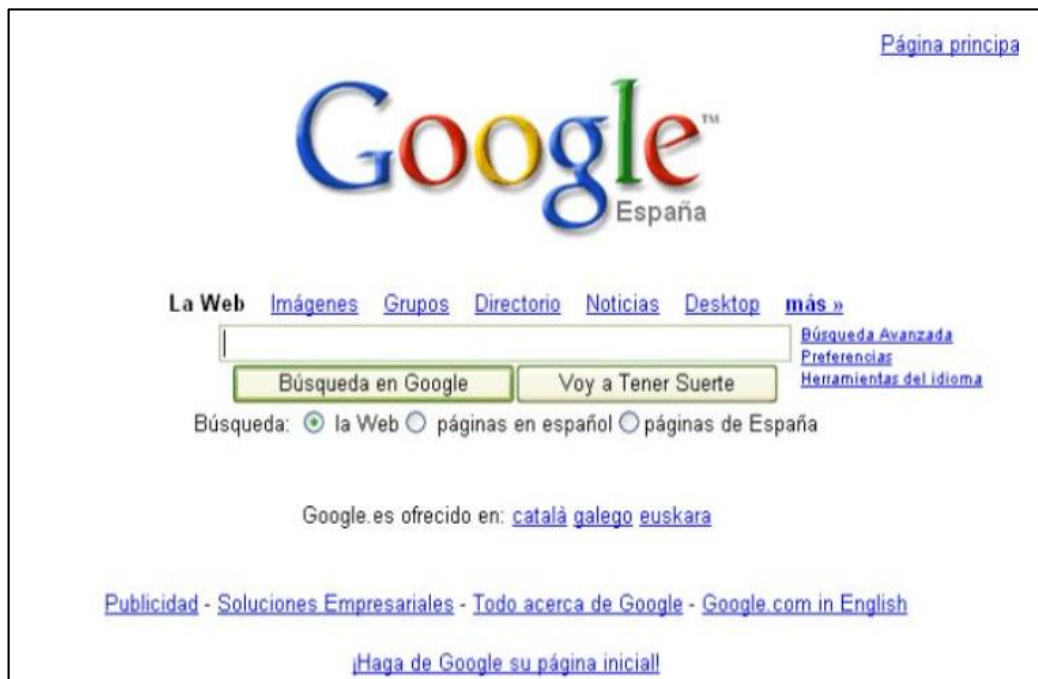 Página principa
Google™
España
La Web Imágenes Grupos Directorio Noticias Desktop más »
Búsqueda Avanzada
Preferencias
Herramientas del idioma
Búsqueda en Google Voy a Tener Suerte
Búsqueda: la Web páginas en español páginas de España
Google.es ofrecido en: català galego euskara
Publicidad - Soluciones Empresariales - Todo acerca de Google - Google.com in English
¡Haga de Google su página inicial!